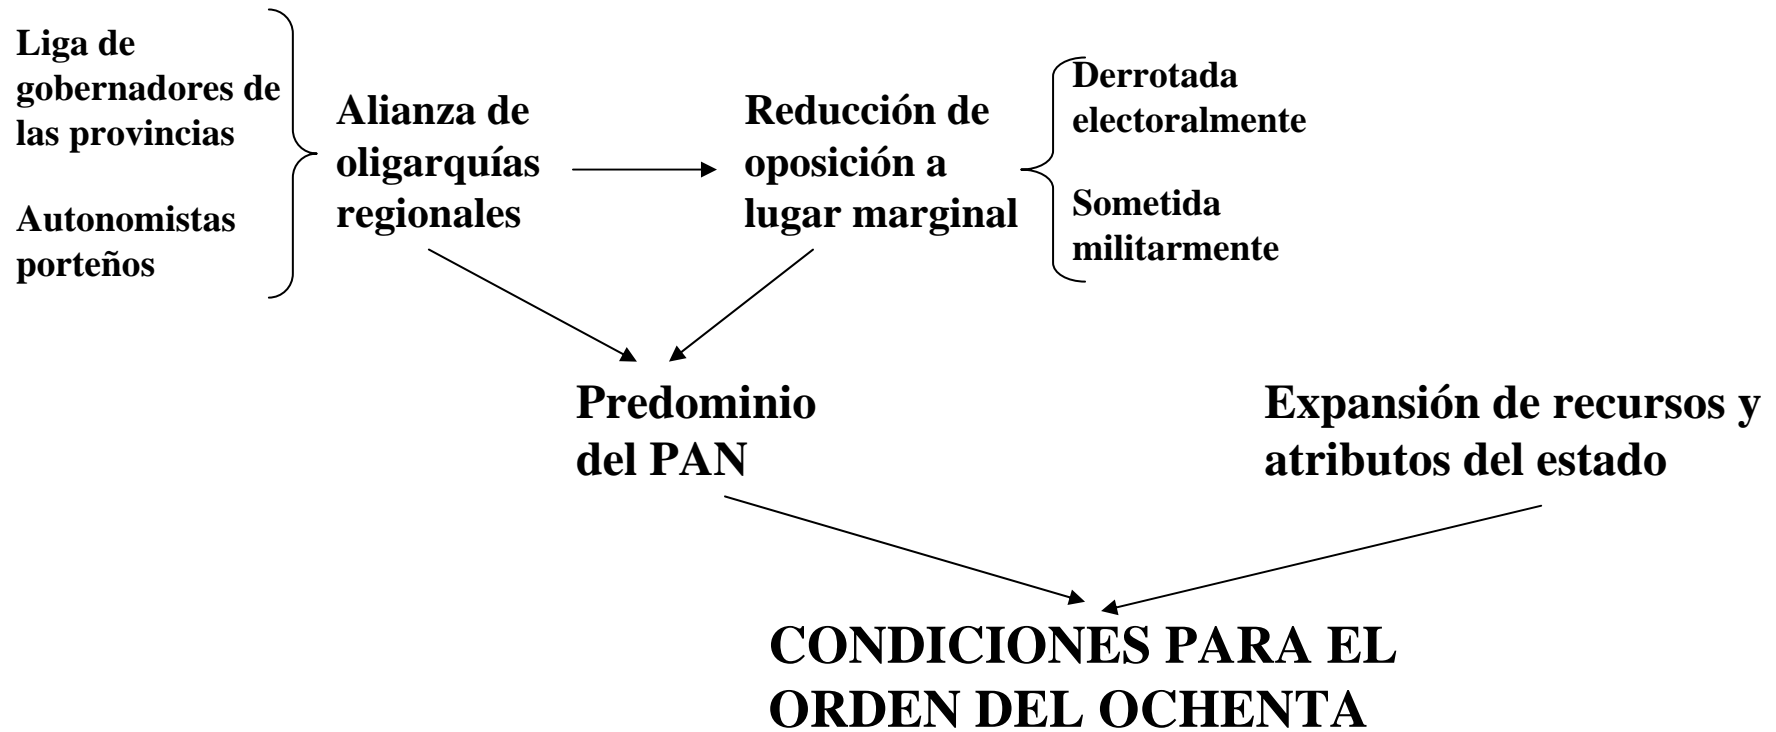 Liga de
gobernadores de
las provincias
Autonomistas
porteños
Alianza de
oligarquías
regionales
Reducción de
oposición a
lugar marginal
Derrotada
electoralmente
Sometida
militarmente
Predominio
del PAN
Expansión de recursos y
atributos del estado
CONDICIONES PARA EL
ORDEN DEL OCHENTA